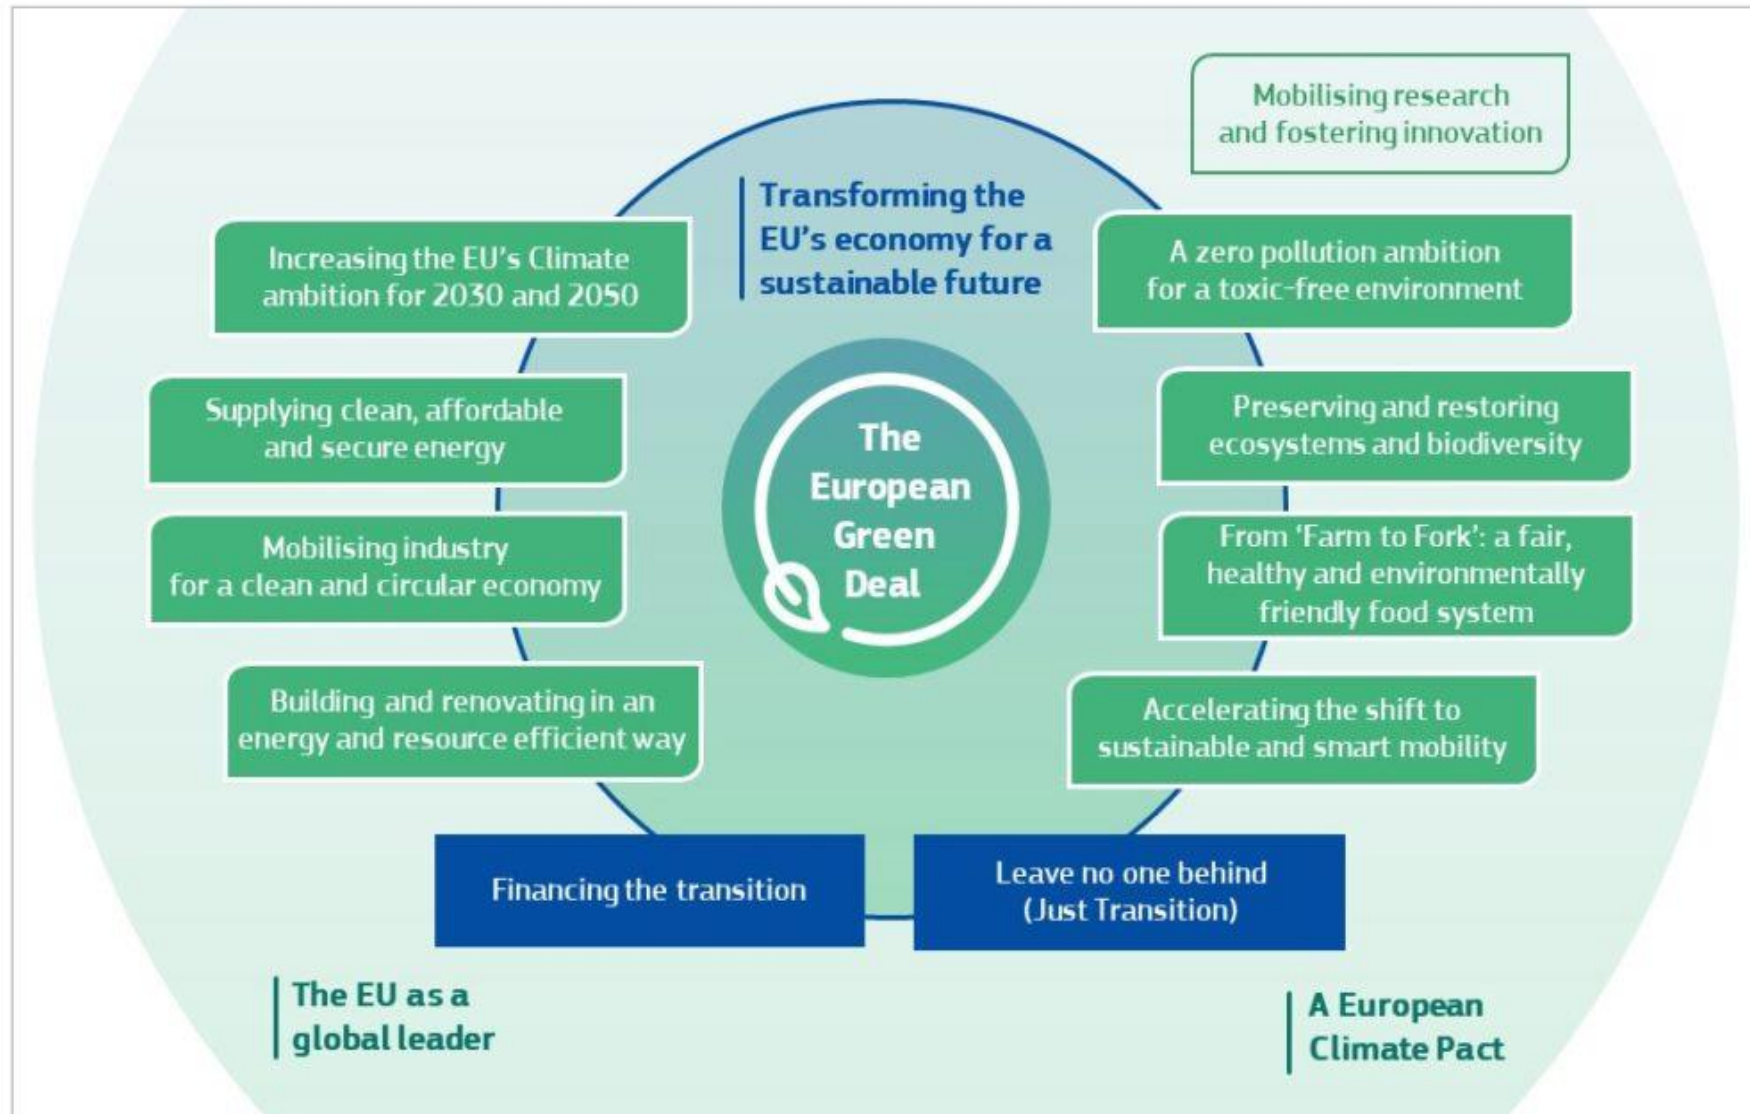 Mobilising research
and fostering innovation
Transforming the
EU's economy for a
sustainable future
Increasing the EU's Climate
ambition for 2030 and 2050
A zero pollution ambition
for a toxic-free environment
Supplying clean, affordable
and secure energy
Preserving and restoring
ecosystems and biodiversity
The
European
Green
Deal
Mobilising industry
for a clean and circular economy
From 'Farm to Fork': a fair,
healthy and environmentally
friendly food system
Building and renovating in an
energy and resource efficient way
Accelerating the shift to
sustainable and smart mobility
Financing the transition
Leave no one behind
(Just Transition)
The EU as a
global leader
A European
Climate Pact